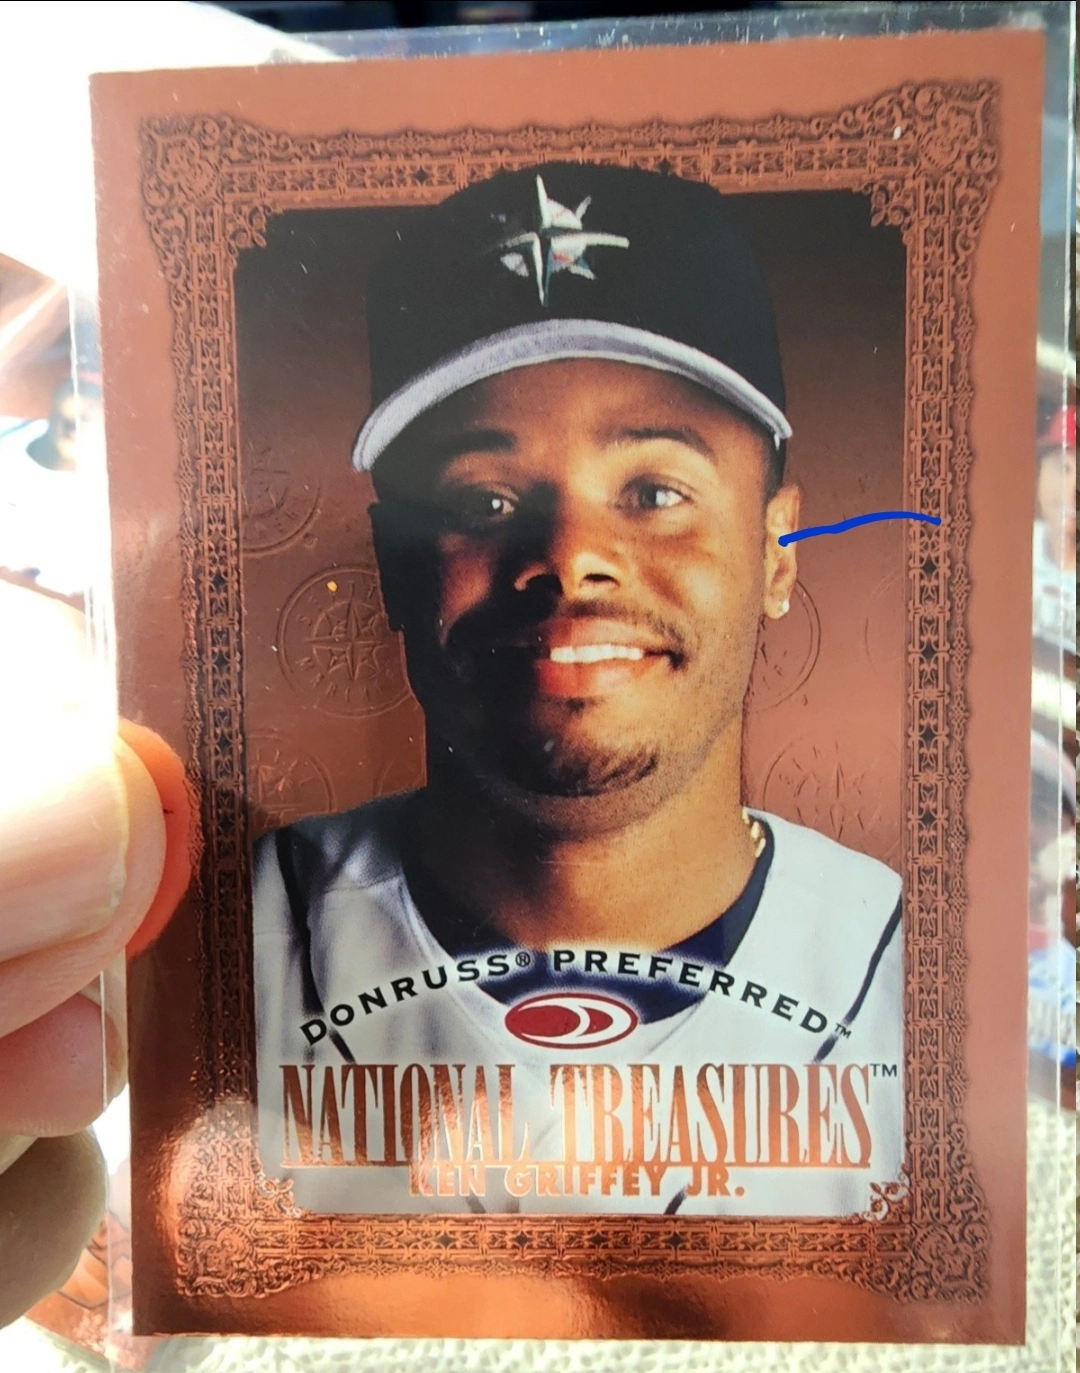 DONRUSS® PREFERRED™
NATIONAL TREASURES™
KEN GRIFFEY JR.